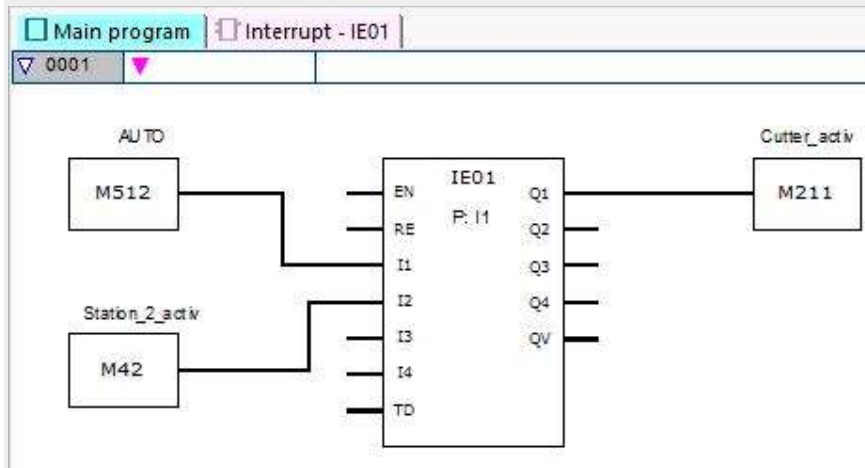 Main program Interrupt - IE01
0001
AUTO
M512
Station_2_activ
M42
IE01
P: I1
EN
RE
I1
I2
I3
I4
TD
Q1
Q2
Q3
Q4
QV
Cutter_activ
M211